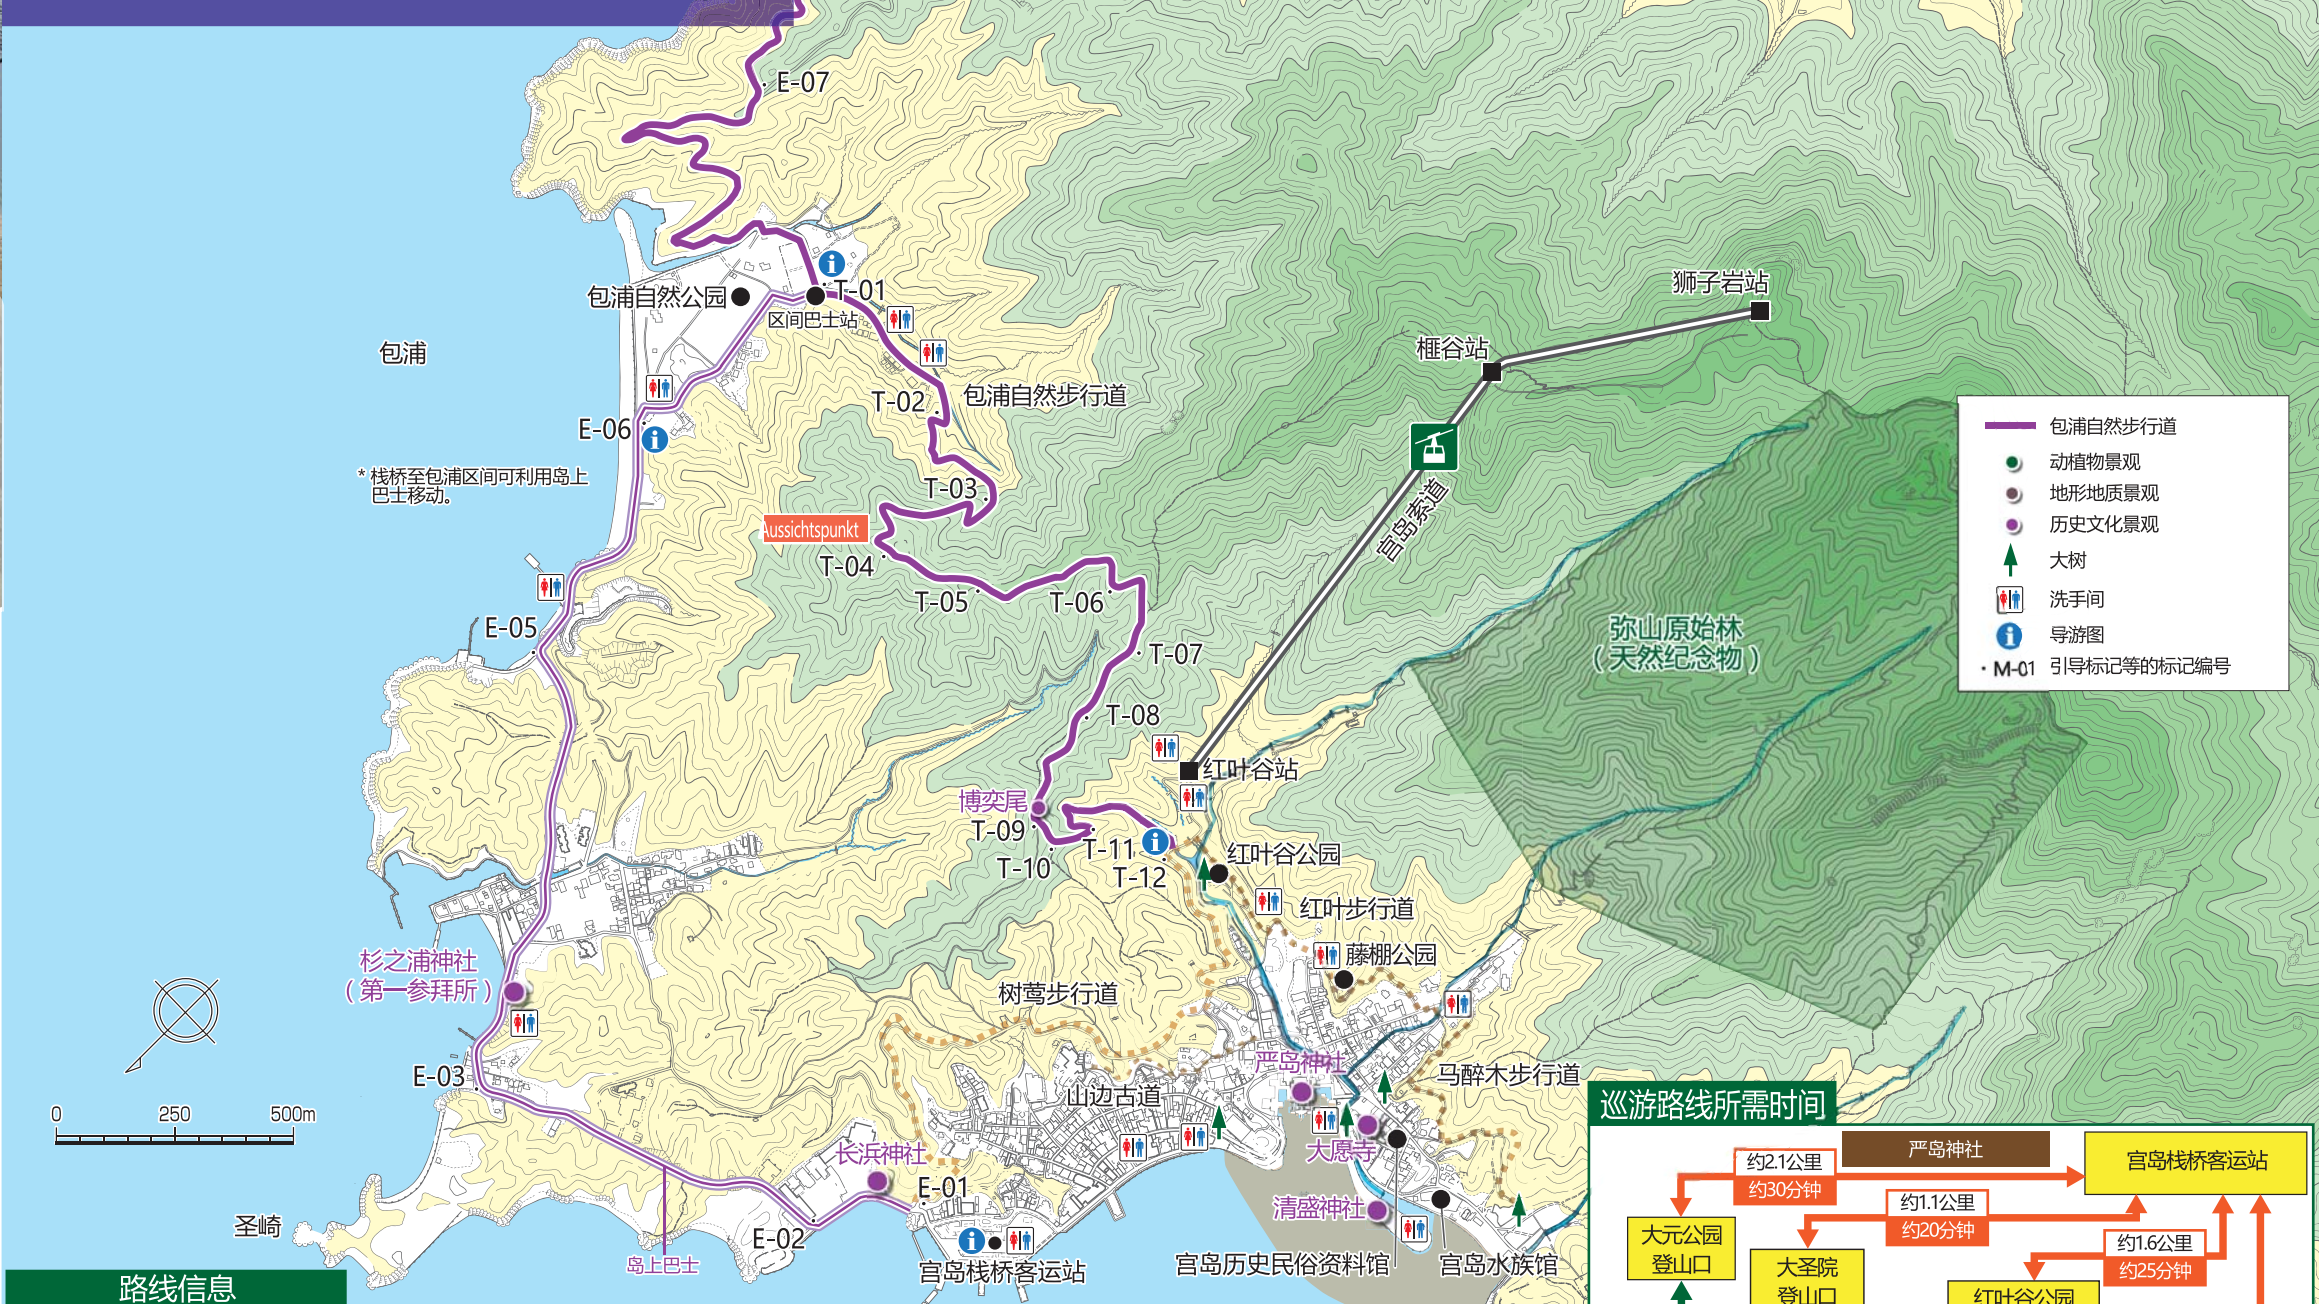 E-07
包浦自然公园
T-01
区间巴士站
狮子岩站
榧谷站
包浦
T-02
包浦自然步行道
E-06
* 栈桥至包浦区间可利用岛上
巴士移动。
T-03
宫岛索道
Aussichtspunkt
T-04
T-05
T-06
E-05
T-07
T-08
弥山原始林
（天然纪念物）
包浦自然步行道
动植物景观
地形地质景观
历史文化景观
大树
洗手间
导游图
M-01 引导标记等的标记编号
红叶谷站
博奕尾
T-09
T-10
T-11
T-12
红叶谷公园
红叶步行道
藤棚公园
杉之浦神社
（第一参拜所）
树莺步行道
E-03
严岛神社
马醉木步行道
山边古道
0 250 500m
长浜神社
大愿寺
E-01
清盛神社
圣崎
E-02
岛上巴士
宫岛栈桥客运站
宫岛历史民俗资料馆
宫岛水族馆
路线信息
巡游路线所需时间
约2.1公里
约30分钟
严岛神社
宫岛栈桥客运站
约1.1公里
约20分钟
大元公园
登山口
约1.6公里
约25分钟
大圣院
登山口
红叶谷公园